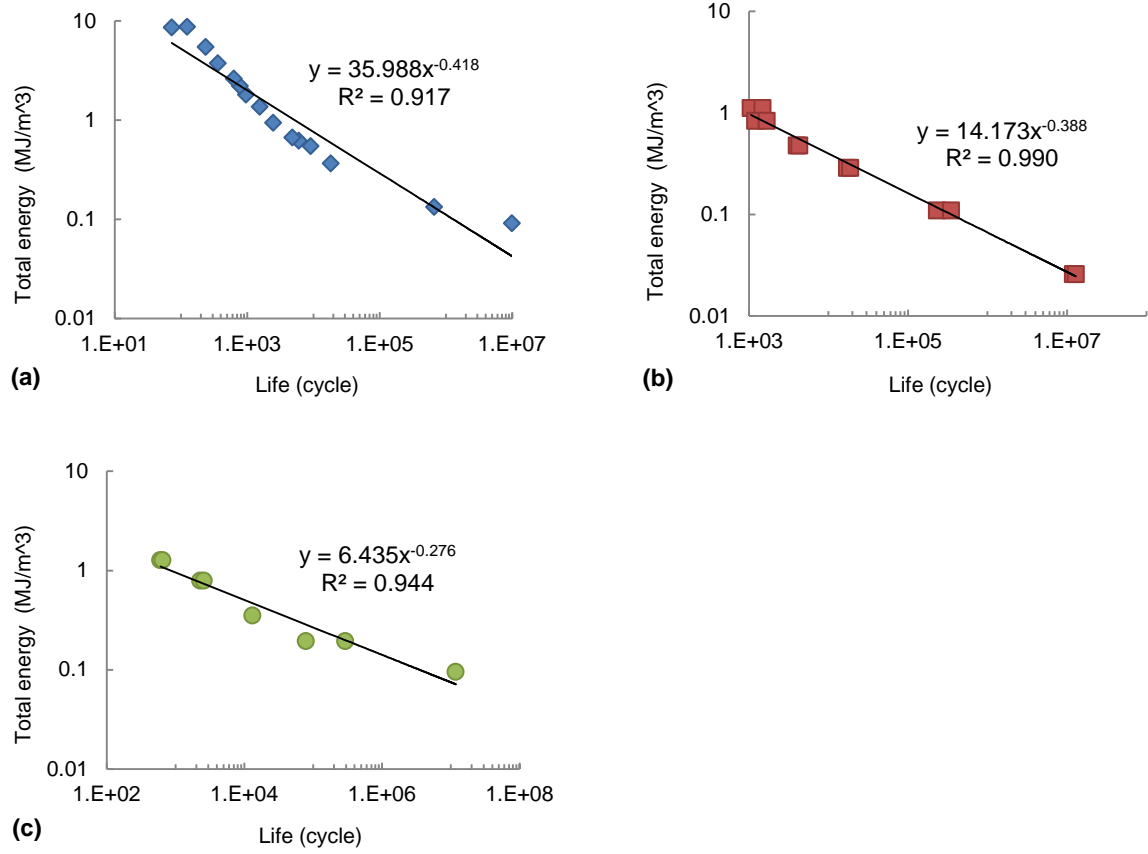 10
1
0.1
0.01
Total energy (MJ/m^3)
y = 35.988x^-0.418
R² = 0.917
1.E+01 1.E+03 1.E+05 1.E+07
Life (cycle)
(a)
10
1
0.1
0.01
Total energy (MJ/m^3)
y = 14.173x^-0.388
R² = 0.990
1.E+03 1.E+05 1.E+07
Life (cycle)
(b)
10
1
0.1
0.01
Total energy (MJ/m^3)
y = 6.435x^-0.276
R² = 0.944
1.E+02 1.E+04 1.E+06 1.E+08
Life (cycle)
(c)